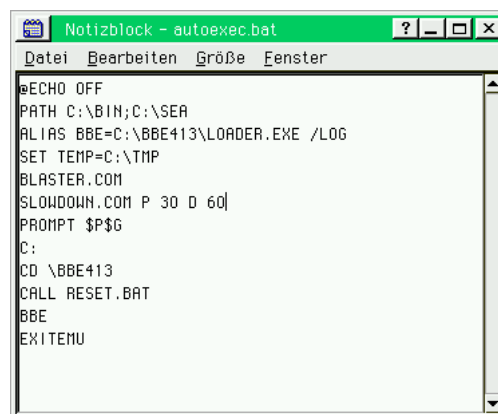 Notizblock - autoexec.bat
Datei Bearbeiten Größe Fenster
@ECHO OFF
PATH C:\BIN;C:\SEA
ALIAS BBE=C:\BBE413\LOADER.EXE /LOG
SET TEMP=C:\TMP
BLASTER.COM
SLOWDOWN.COM P 30 D 60
PROMPT $P$G
C:
CD \BBE413
CALL RESET.BAT
BBE
EXITEMU